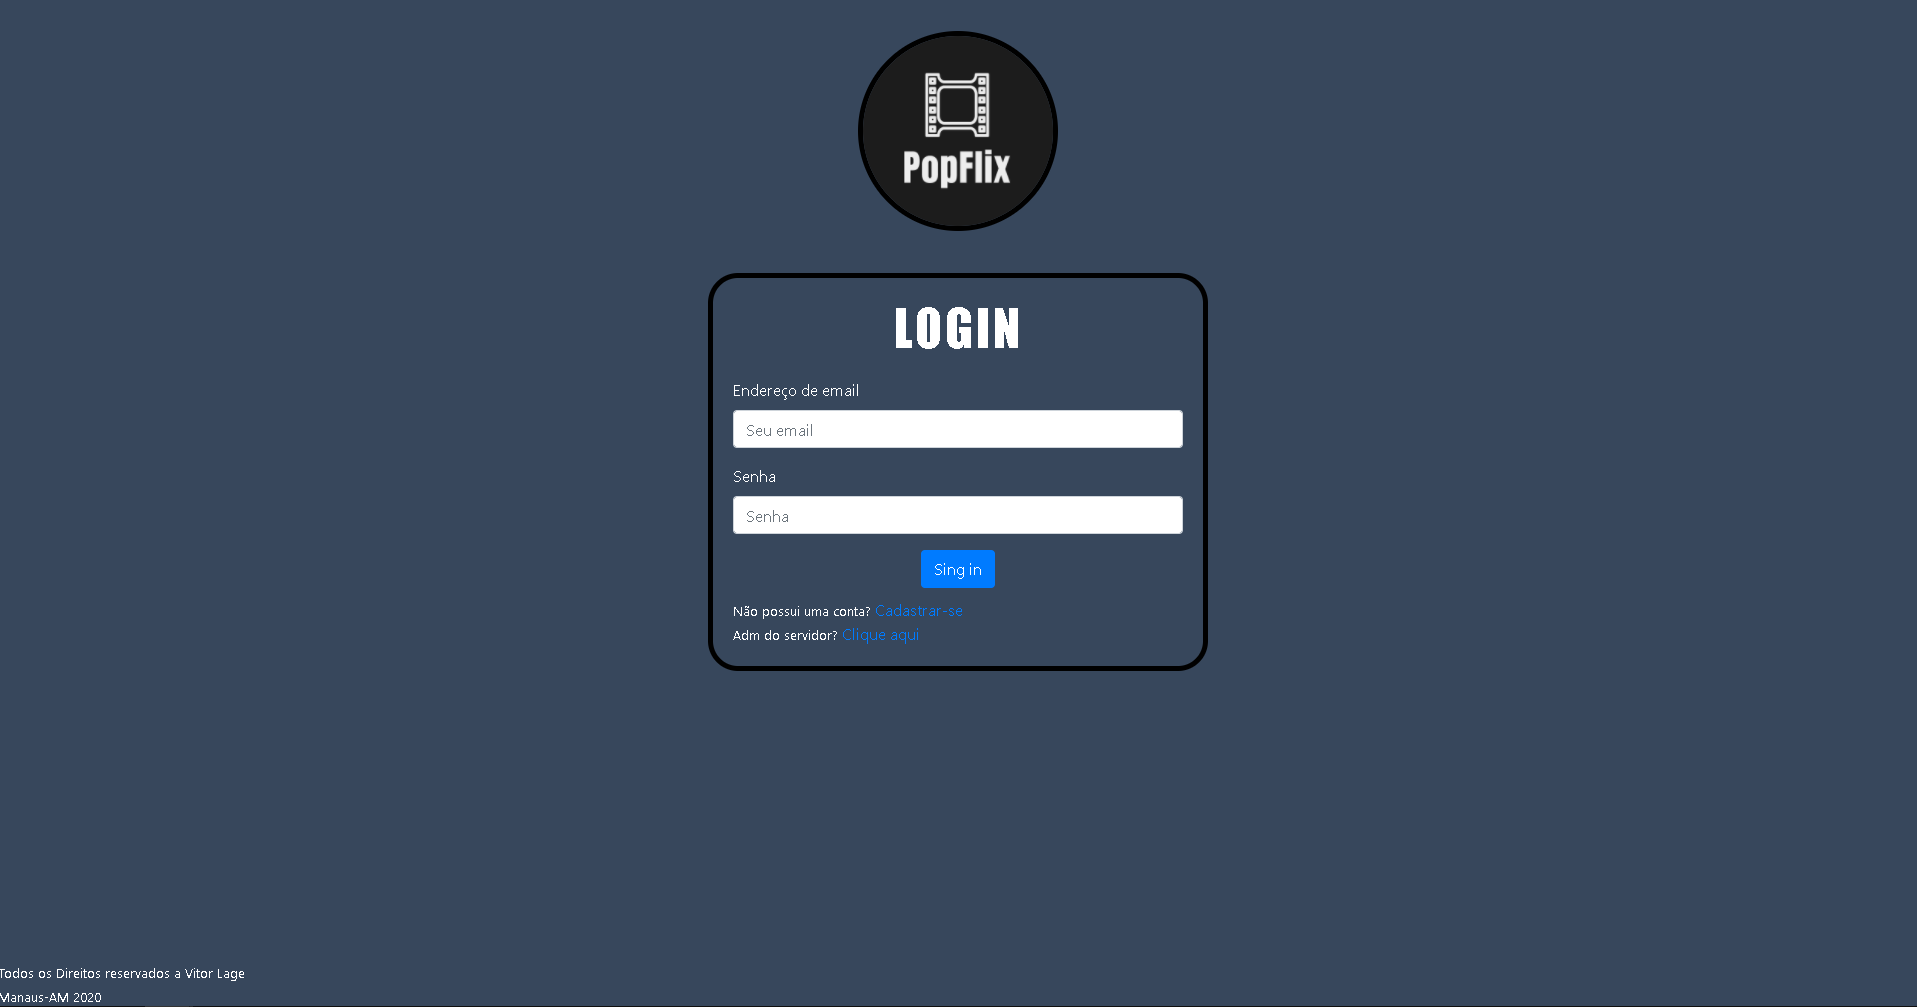 PopFlix
LOGIN
Endereço de email
Seu email
Senha
Senha
Sing in
Não possui uma conta? Cadastrar-se
Adm do servidor? Clique aqui
Todos os Direitos reservados a Vitor Lage
Manaus-AM 2020